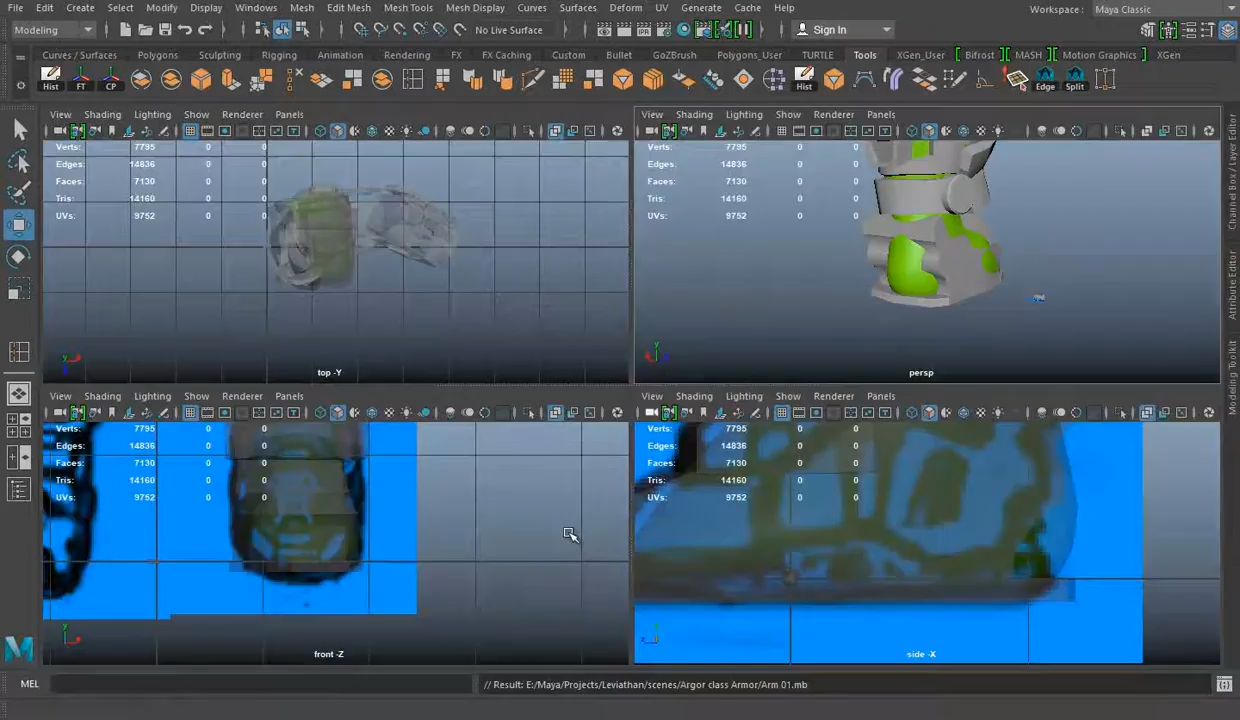 File Edit Create Select Modify Display Windows Mesh Edit Mesh Mesh Tools Mesh Display Curves Surfaces Deform UV Generate Cache Help Workspace : Maya Classic
Modeling No Live Surface Sign In
Curves / Surfaces Polygons Sculpting Rigging Animation Rendering FX FX Caching Custom Bullet GoZBrush Polygons_User TURTLE Tools XGen_User Bifrost MASH Motion Graphics XGen
Hist FT CP Hist Edge Split
View Shading Lighting Show Renderer Panels
Verts: 7795 0 0
Edges: 14836 0 0
Faces: 7130 0 0
Tris: 14160 0 0
UVs: 9752 0 0
top -Y
View Shading Lighting Show Renderer Panels
Verts: 7795 0 0
Edges: 14836 0 0
Faces: 7130 0 0
Tris: 14160 0 0
UVs: 9752 0 0
persp
View Shading Lighting Show Renderer Panels
Verts: 7795 0 0
Edges: 14836 0 0
Faces: 7130 0 0
Tris: 14160 0 0
UVs: 9752 0 0
front -Z
View Shading Lighting Show Renderer Panels
Verts: 7795 0 0
Edges: 14836 0 0
Faces: 7130 0 0
Tris: 14160 0 0
UVs: 9752 0 0
side -X
Channel Box / Layer Editor
Attribute Editor
Modeling Toolkit
MEL // Result: E:/Maya/Projects/Leviathan/scenes/Argor class Armor/Arm 01.mb